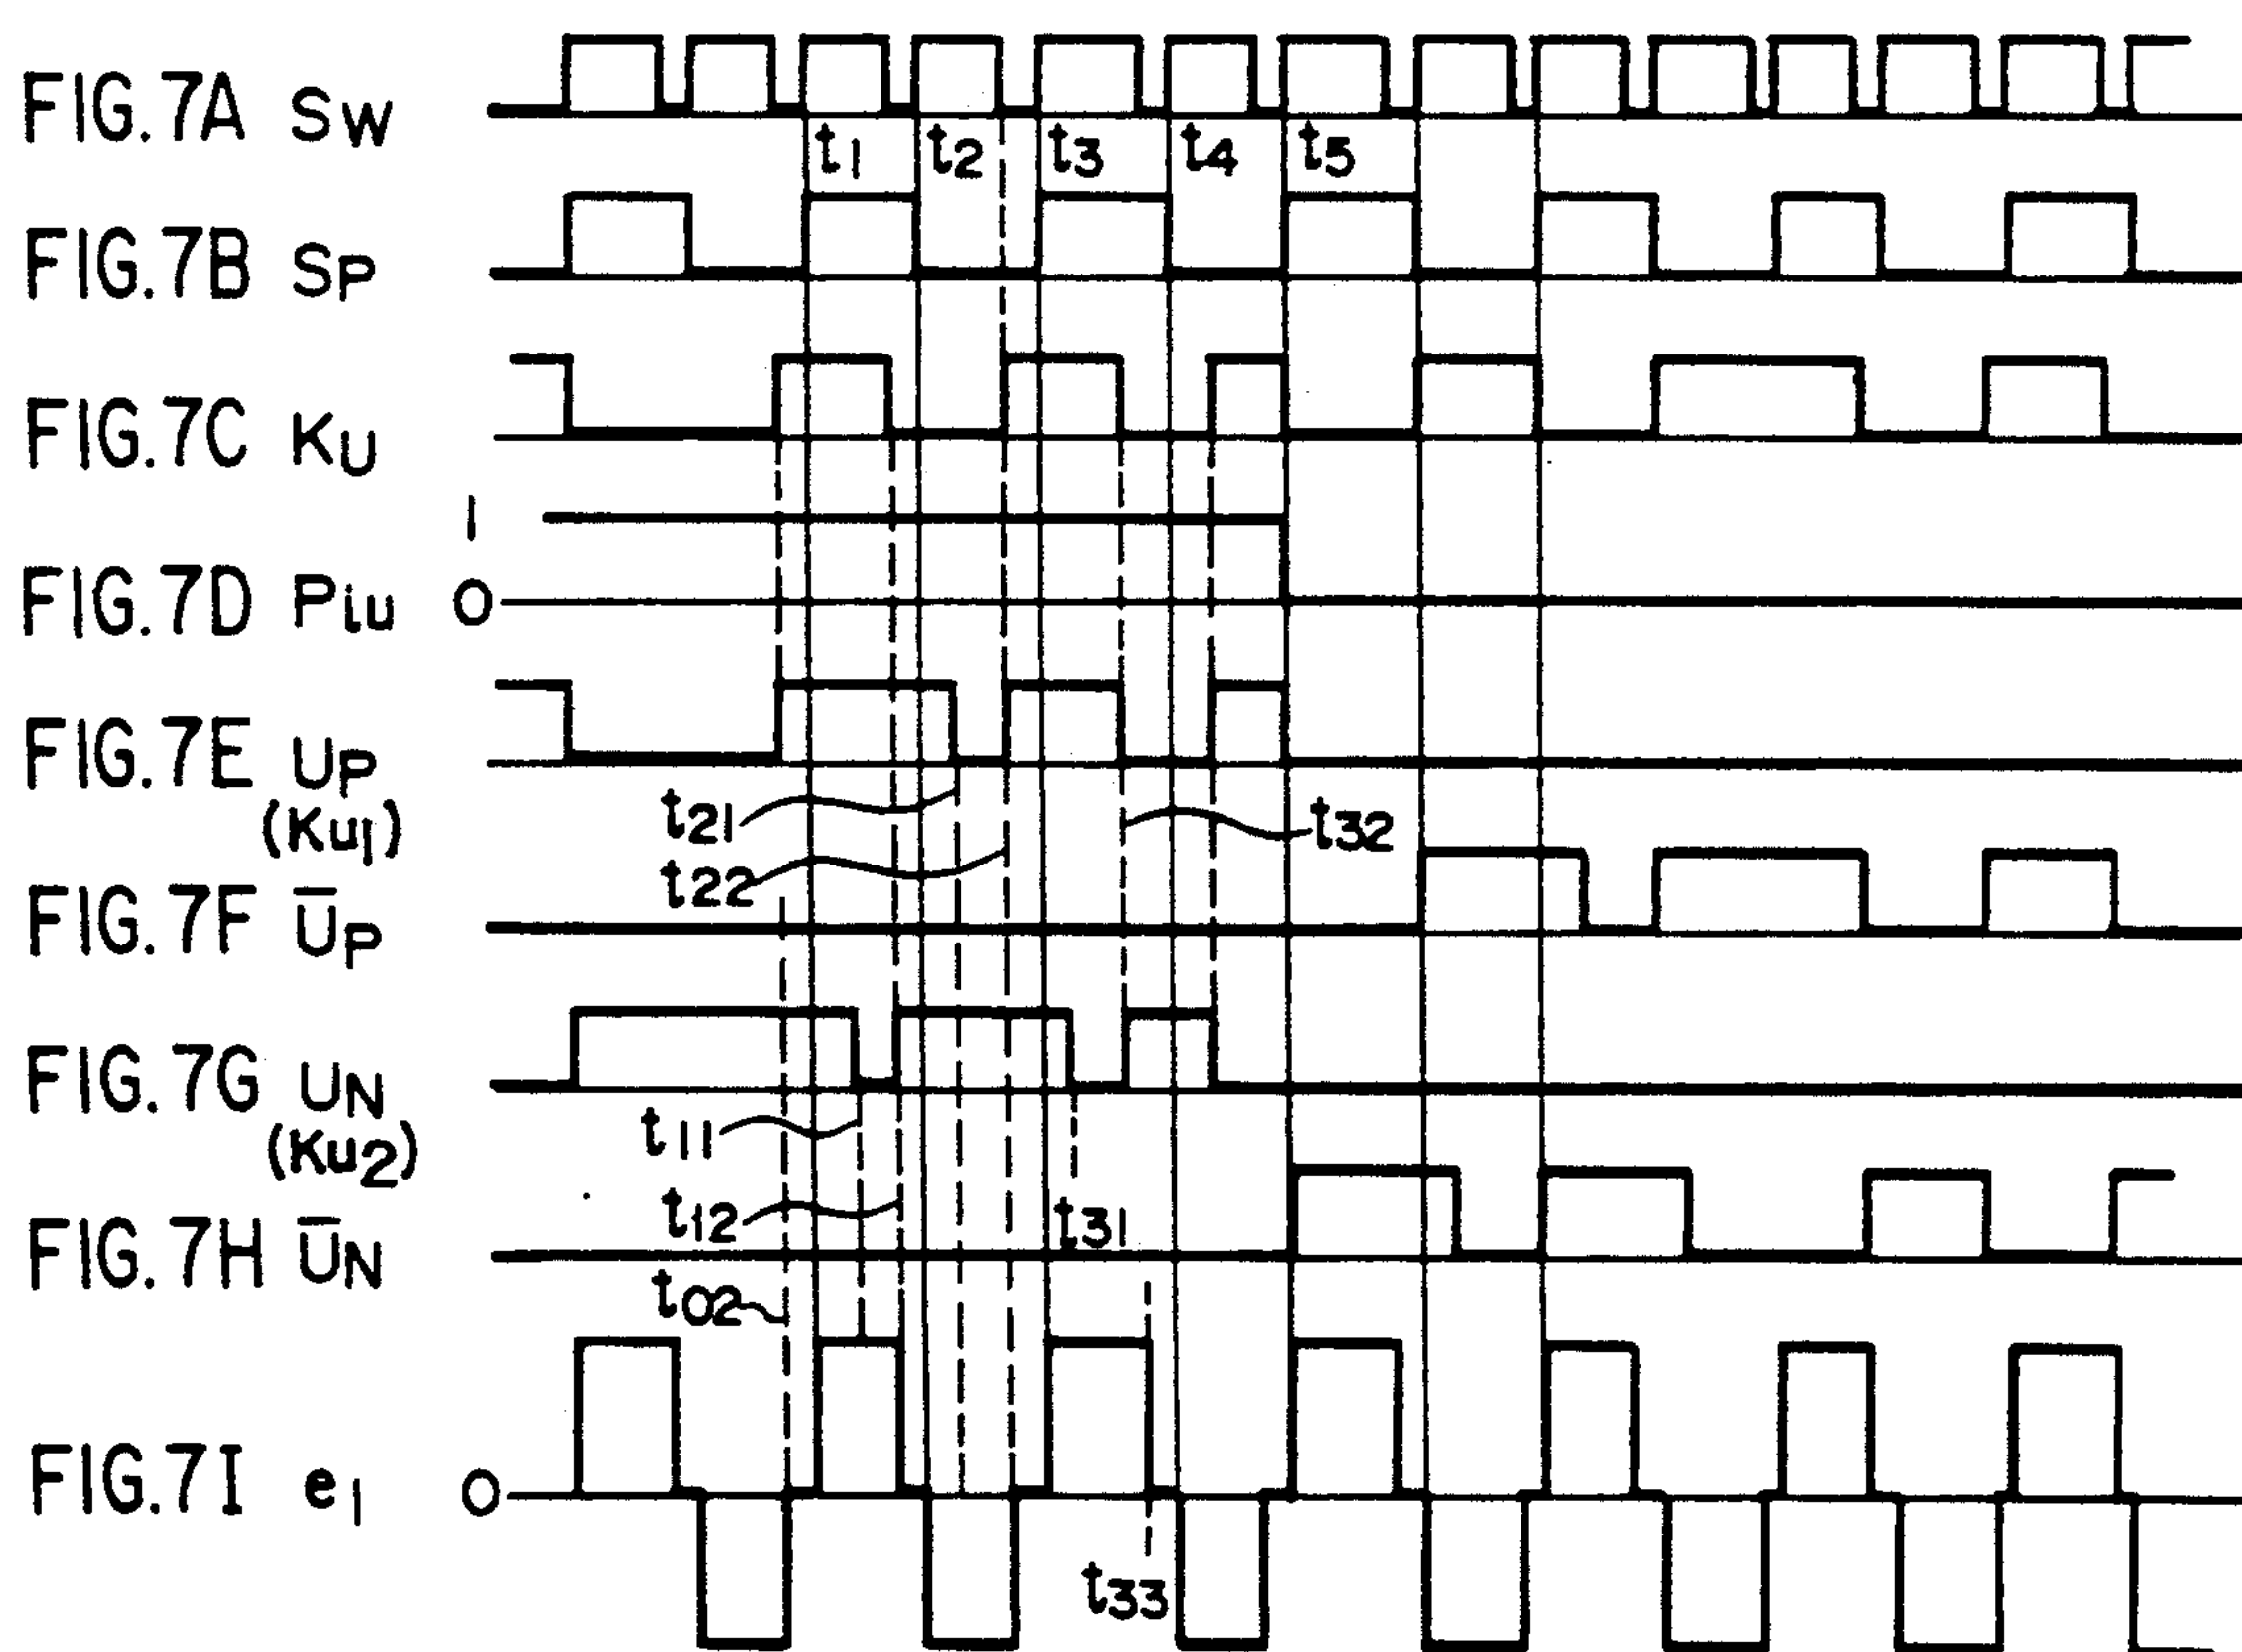 FIG.7A SW
t1 t2 t3 t4 t5
FIG.7B SP
FIG.7C KU
1
FIG.7D Piu 0
FIG.7E UP
(Ku1)
t21
t32
t22
FIG.7F ŪP
FIG.7G UN
(Ku2)
t11
t12
t31
FIG.7H ŪN
t02
FIG.7I e1 0
t33